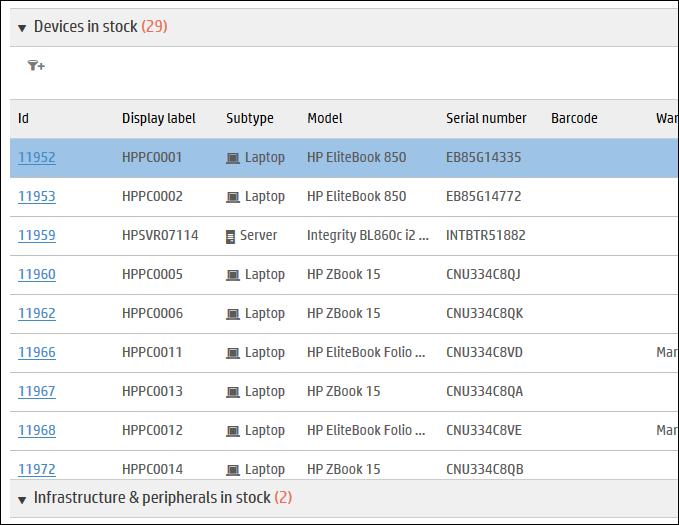 Devices in stock (29)
Id Display label Subtype Model Serial number Barcode War
11952 HPPC0001 Laptop HP EliteBook 850 EB85G14335
11953 HPPC0002 Laptop HP EliteBook 850 EB85G14772
11959 HPSVR07114 Server Integrity BL860c i2 ... INTBTR51882
11960 HPPC0005 Laptop HP ZBook 15 CNU334C8QJ
11962 HPPC0006 Laptop HP ZBook 15 CNU334C8QK
11966 HPPC0011 Laptop HP EliteBook Folio ... CNU334C8VD Mar
11967 HPPC0013 Laptop HP ZBook 15 CNU334C8QA
11968 HPPC0012 Laptop HP EliteBook Folio ... CNU334C8VE Mar
11972 HPPC0014 Laptop HP ZBook 15 CNU334C8QB
Infrastructure & peripherals in stock (2)